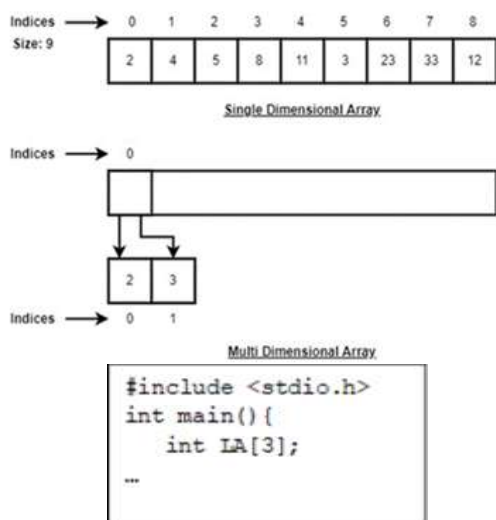 Indices 0 1 2 3 4 5 6 7 8
Size: 9
2 4 5 8 11 3 23 33 12
Single Dimensional Array
Indices 0
2 3
Indices 0 1
Multi Dimensional Array
#include <stdio.h>
int main(){
int LA[3];
…